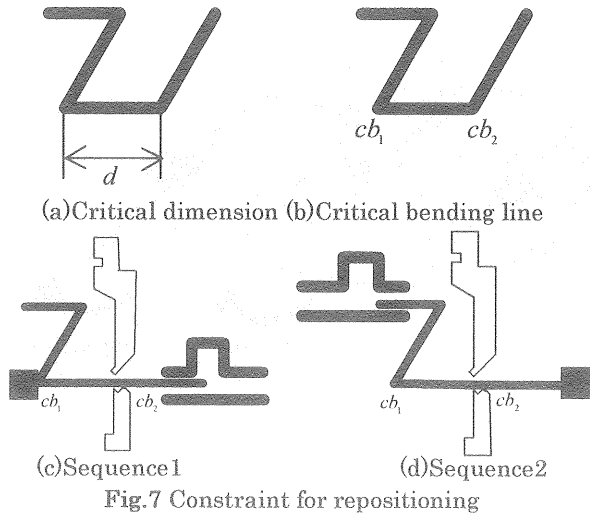 d
cb1 cb2
(a)Critical dimension (b)Critical bending line
cb1 cb2 cb1 cb2
(c)Sequence1 (d)Sequence2
Fig.7 Constraint for repositioning